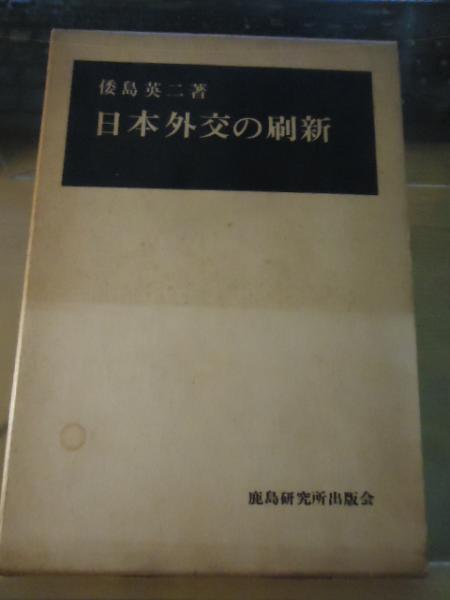 倭島英二著
日本外交の刷新
鹿島研究所出版会